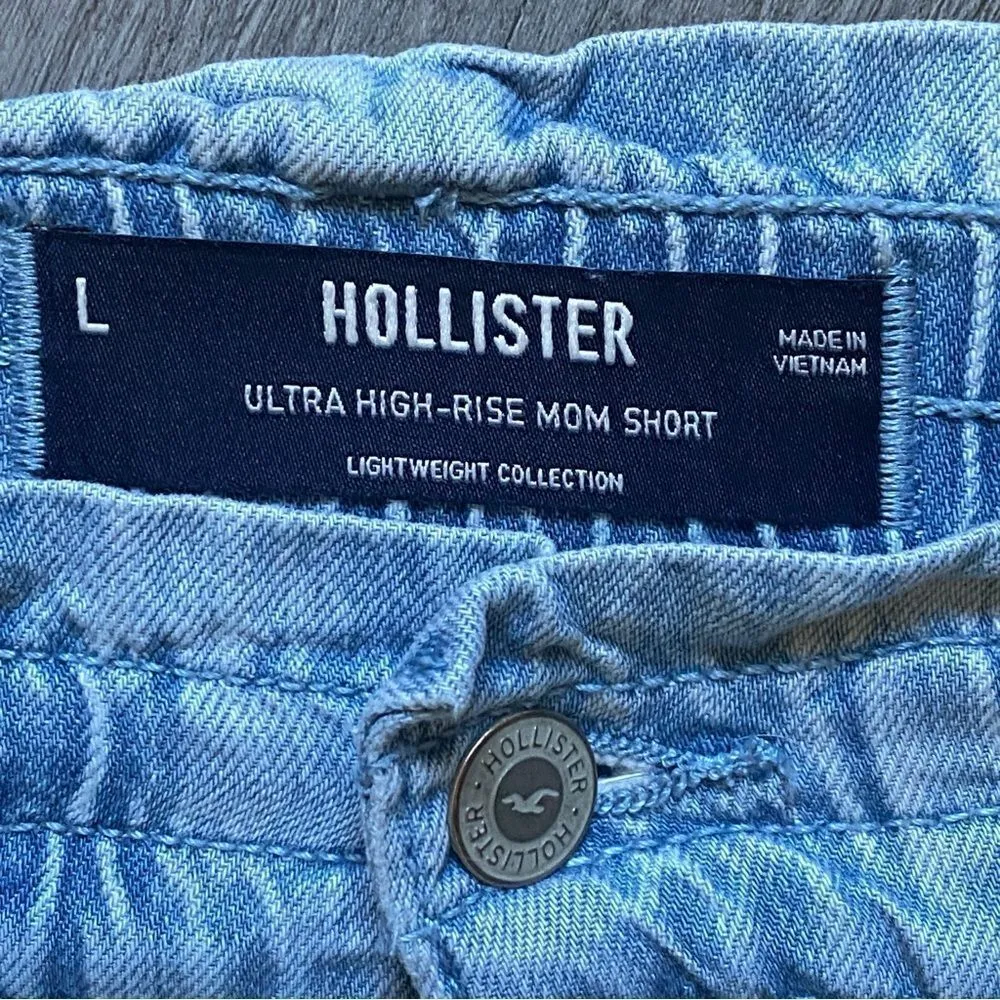 L
HOLLISTER
MADE IN
VIETNAM
ULTRA HIGH-RISE MOM SHORT
LIGHTWEIGHT COLLECTION
HOLLISTER · HOLLISTER ·